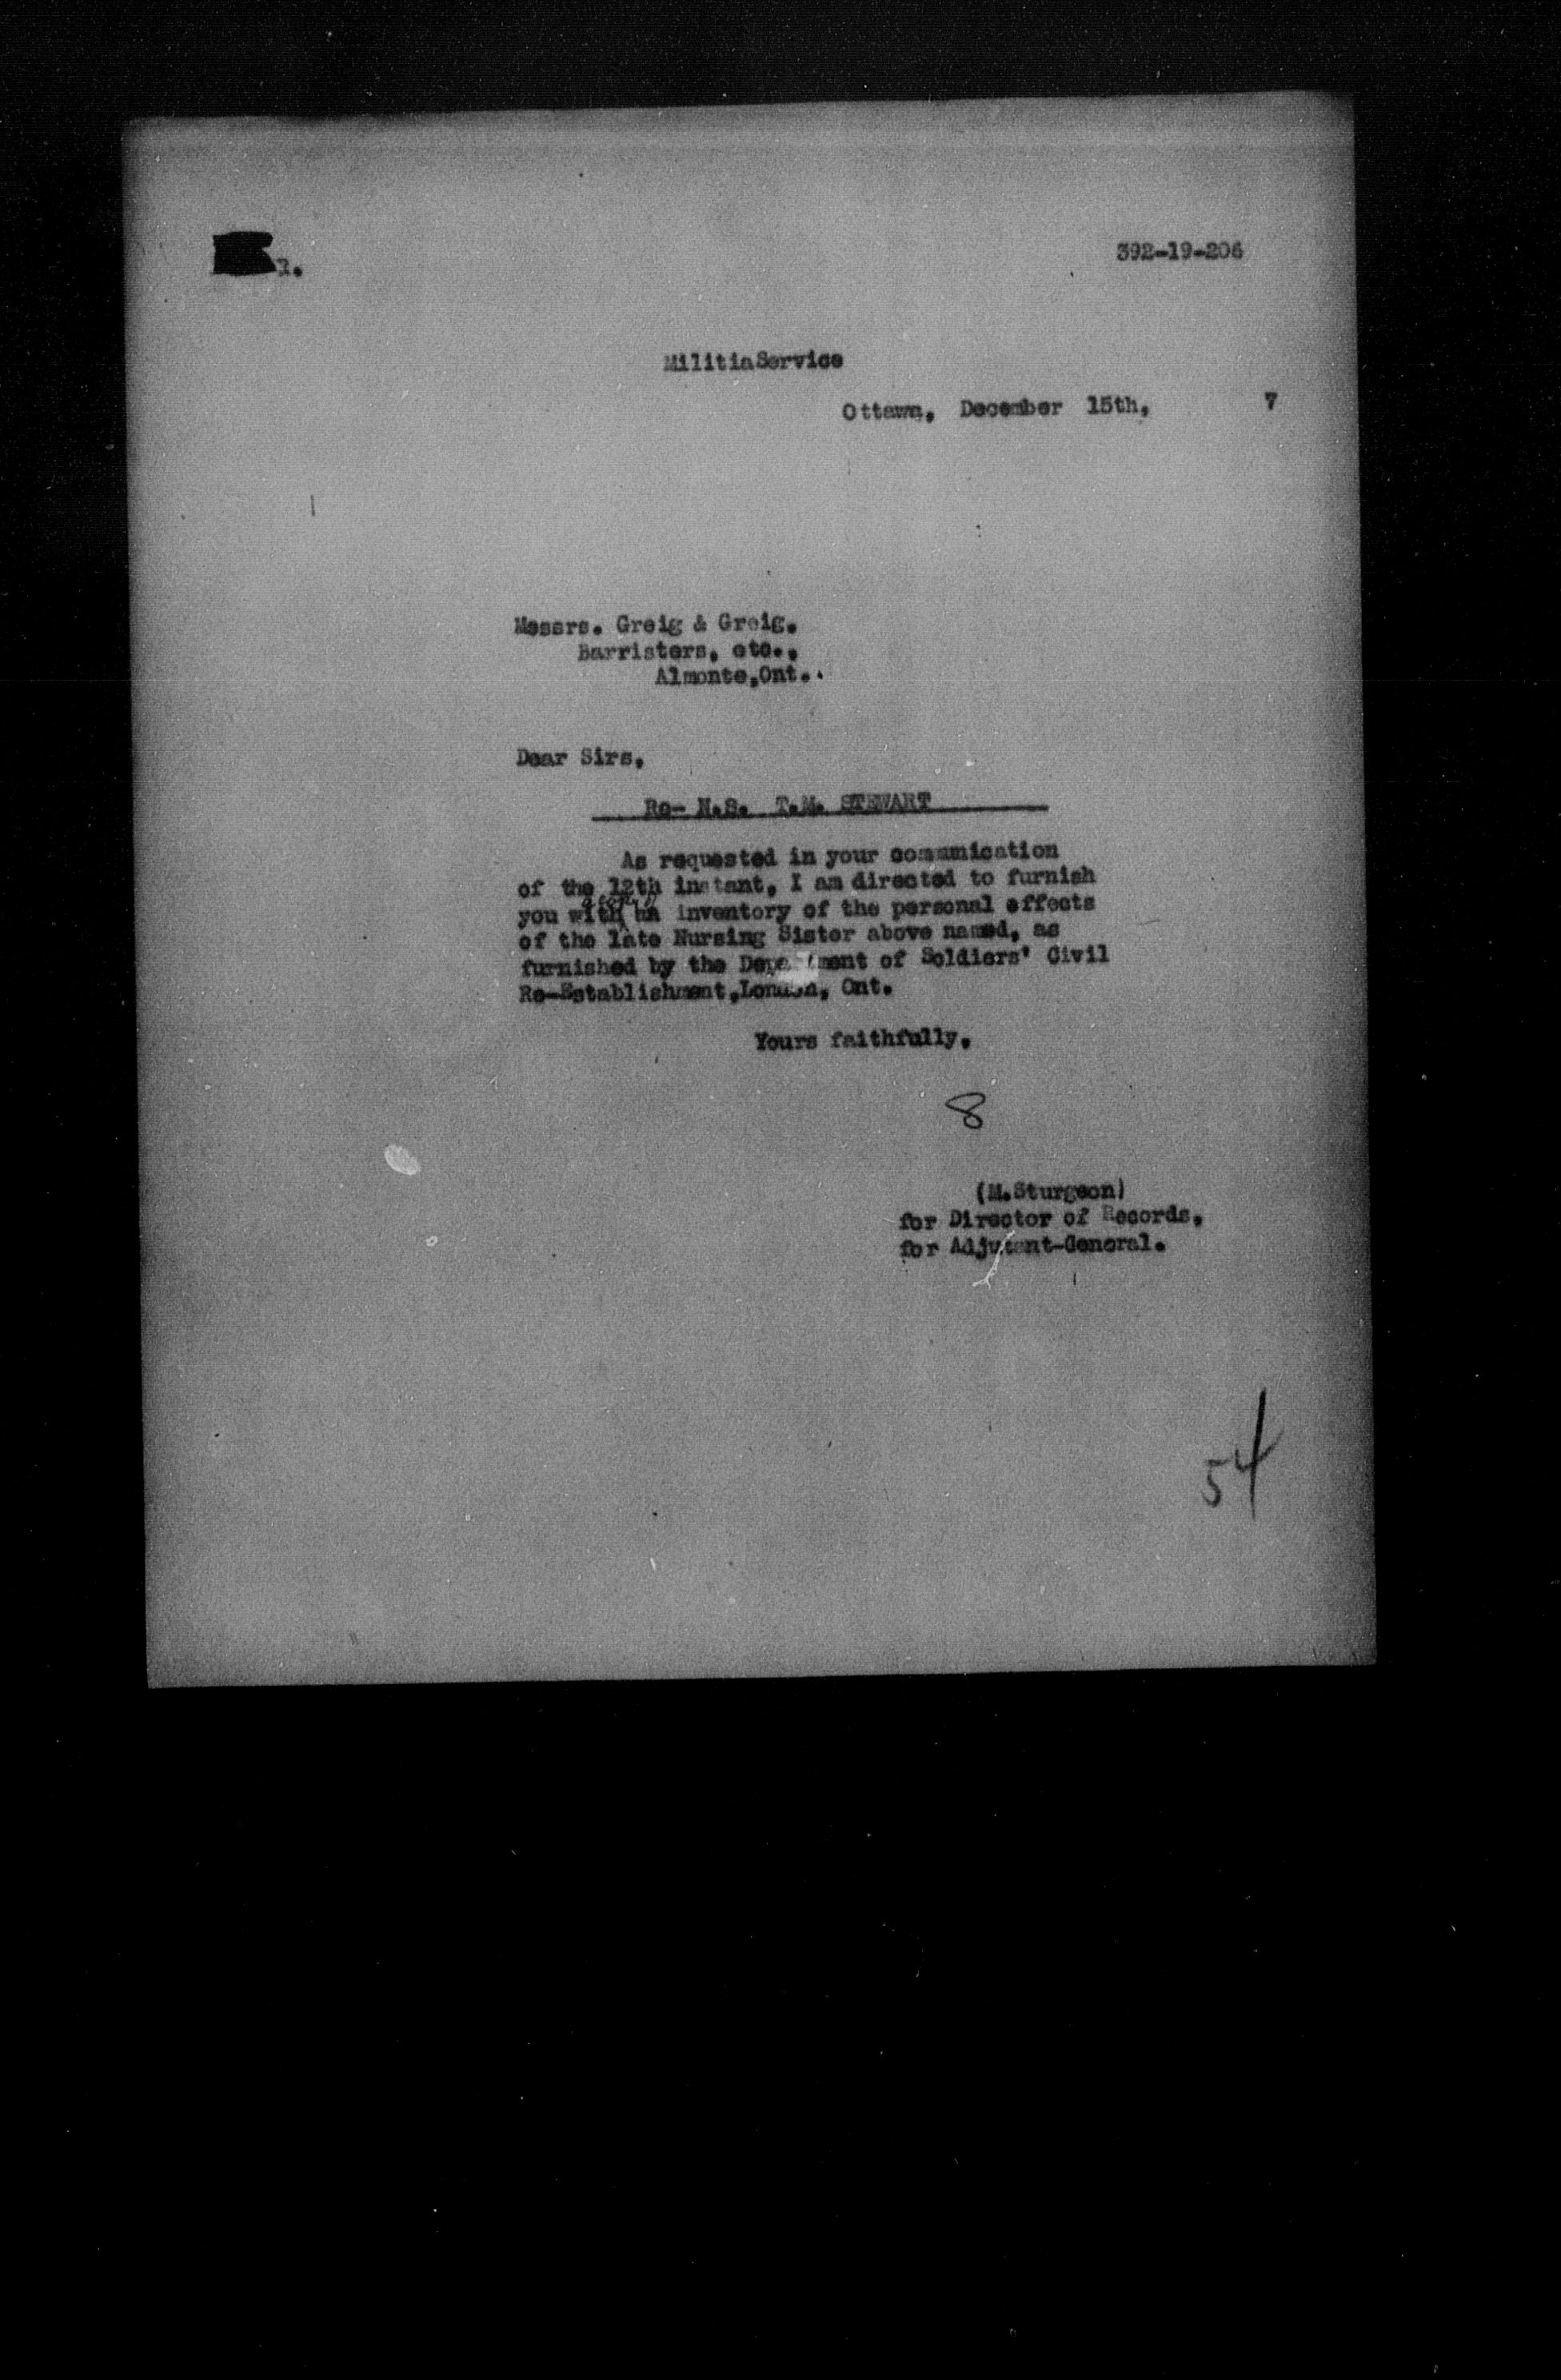 R.
392-19-206
MilitiaService
Ottawa, December 15th, 7
Messrs. Greig & Greig.
Barristers, etc.,
Almonte,Ont..
Dear Sirs,
Re- N.S. T.M. STEWART
As requested in your communication
of the 12th instant, I am directed to furnish
you with an inventory of the personal effects
of the late Nursing Sister above named, as
furnished by the Department of Soldiers' Civil
Re-Establishment,London, Ont.
Yours faithfully,
8
(M.Sturgeon)
for Director of Records,
for Adjutant-General.
54